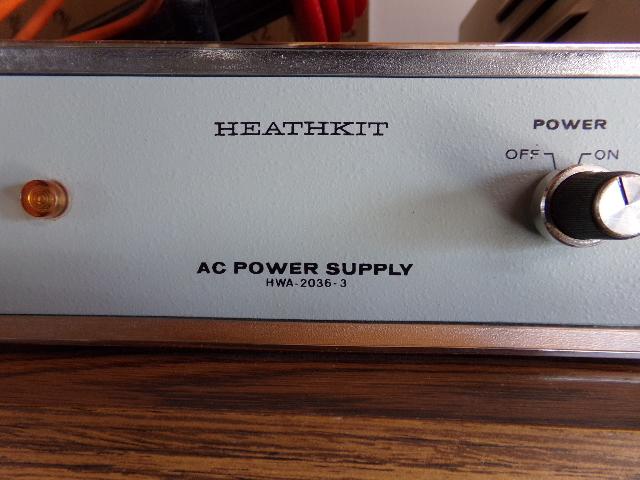 HEATHKIT
POWER
OFF ON
AC POWER SUPPLY
HWA-2036-3